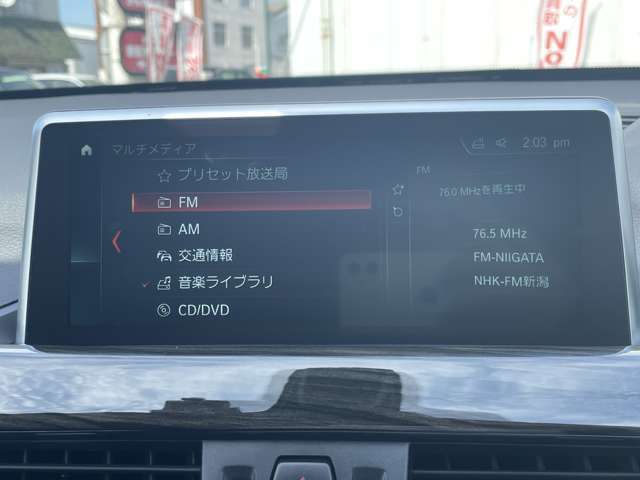 マルチメディア
2:03 pm
プリセット放送局
FM
AM
交通情報
音楽ライブラリ
CD/DVD
FM
76.0 MHzを再生中
76.5 MHz
FM-NIIGATA
NHK-FM新潟
NO